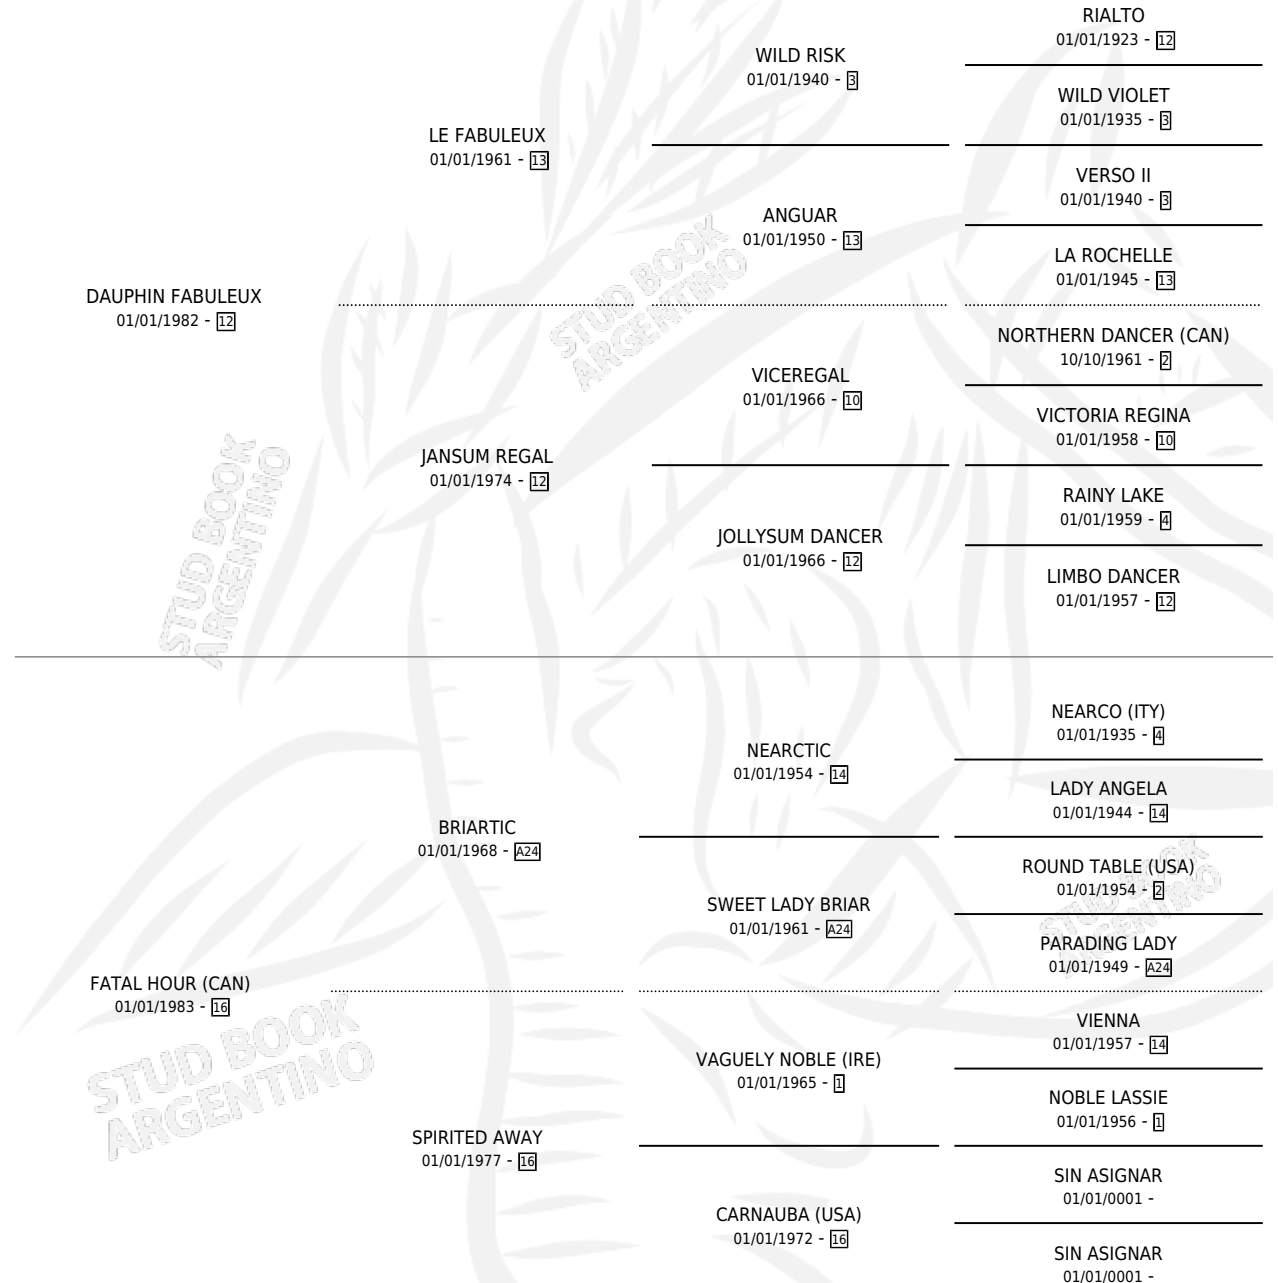 RIALTO
01/01/1923 - 12
WILD RISK
01/01/1940 - 3
WILD VIOLET
01/01/1935 - 3
LE FABULEUX
01/01/1961 - 13
VERSO II
01/01/1940 - 3
ANGUAR
01/01/1950 - 13
LA ROCHELLE
01/01/1945 - 13
DAUPHIN FABULEUX
01/01/1982 - 12
NORTHERN DANCER (CAN)
10/10/1961 - 2
VICEREGAL
01/01/1966 - 10
VICTORIA REGINA
01/01/1958 - 10
JANSUM REGAL
01/01/1974 - 12
RAINY LAKE
01/01/1959 - 4
JOLLYSUM DANCER
01/01/1966 - 12
LIMBO DANCER
01/01/1957 - 12
STUD BOOK
ARGENTINO
STUD BOOK
ARGENTINO
NEARCO (ITY)
01/01/1935 - 4
NEARCTIC
01/01/1954 - 14
LADY ANGELA
01/01/1944 - 14
BRIARTIC
01/01/1968 - A24
ROUND TABLE (USA)
01/01/1954 - 2
SWEET LADY BRIAR
01/01/1961 - A24
PARADING LADY
01/01/1949 - A24
STUD BOOK
ARGENTINO
FATAL HOUR (CAN)
01/01/1983 - 16
VIENNA
01/01/1957 - 14
VAGUELY NOBLE (IRE)
01/01/1965 - 1
NOBLE LASSIE
01/01/1956 - 1
STUD BOOK
ARGENTINO
SPIRITED AWAY
01/01/1977 - 16
SIN ASIGNAR
01/01/0001 -
CARNAUBA (USA)
01/01/1972 - 16
SIN ASIGNAR
01/01/0001 -